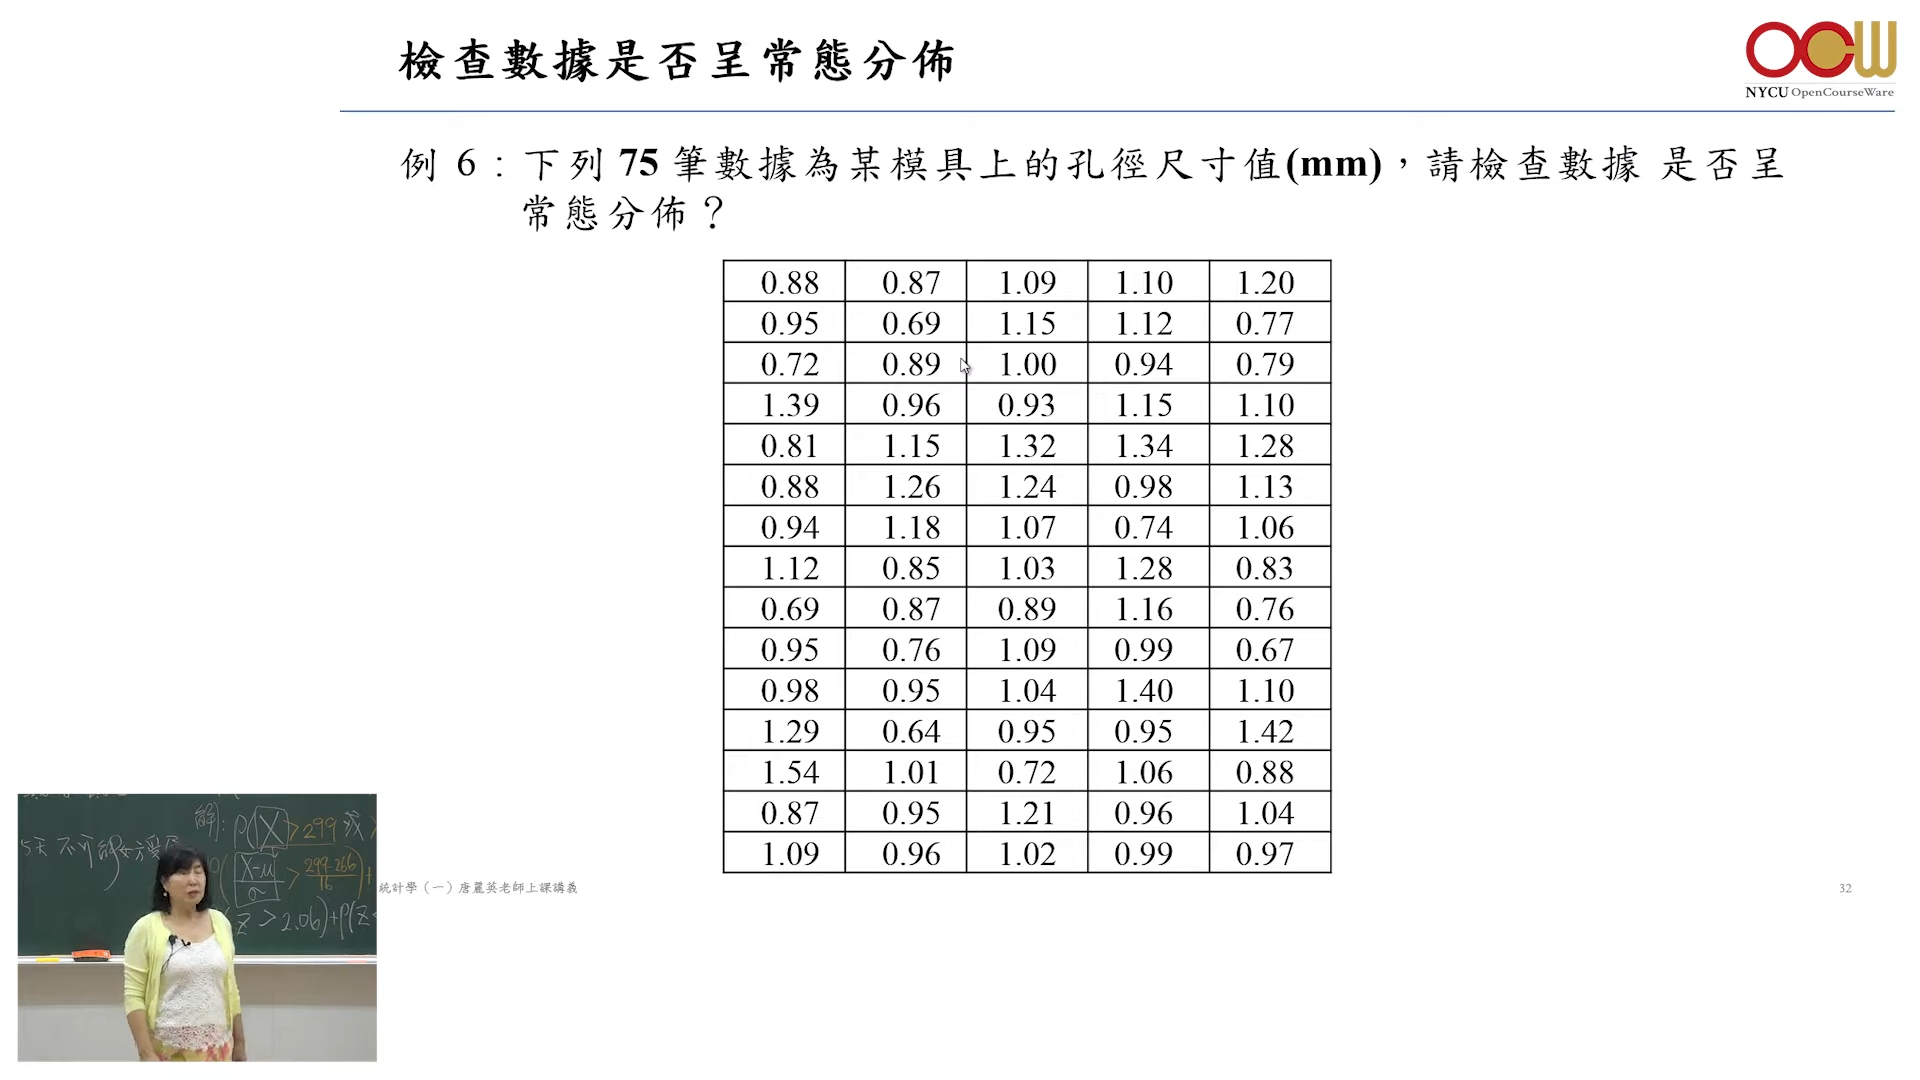 檢查數據是否呈常態分佈
OCW
NYCU OpenCourseWare
例 6：下列 75 筆數據為某模具上的孔徑尺寸值(mm)，請檢查數據 是否呈
常態分佈？
0.88 0.87 1.09 1.10 1.20
0.95 0.69 1.15 1.12 0.77
0.72 0.89 1.00 0.94 0.79
1.39 0.96 0.93 1.15 1.10
0.81 1.15 1.32 1.34 1.28
0.88 1.26 1.24 0.98 1.13
0.94 1.18 1.07 0.74 1.06
1.12 0.85 1.03 1.28 0.83
0.69 0.87 0.89 1.16 0.76
0.95 0.76 1.09 0.99 0.67
0.98 0.95 1.04 1.40 1.10
1.29 0.64 0.95 0.95 1.42
1.54 1.01 0.72 1.06 0.88
0.87 0.95 1.21 0.96 1.04
1.09 0.96 1.02 0.99 0.97
解: P(X>299 或
5天 不可能
X-μ/σ > 299-266/16
Z > 2.06)+P(Z
統計學（一）唐麗英老師上課講義
32